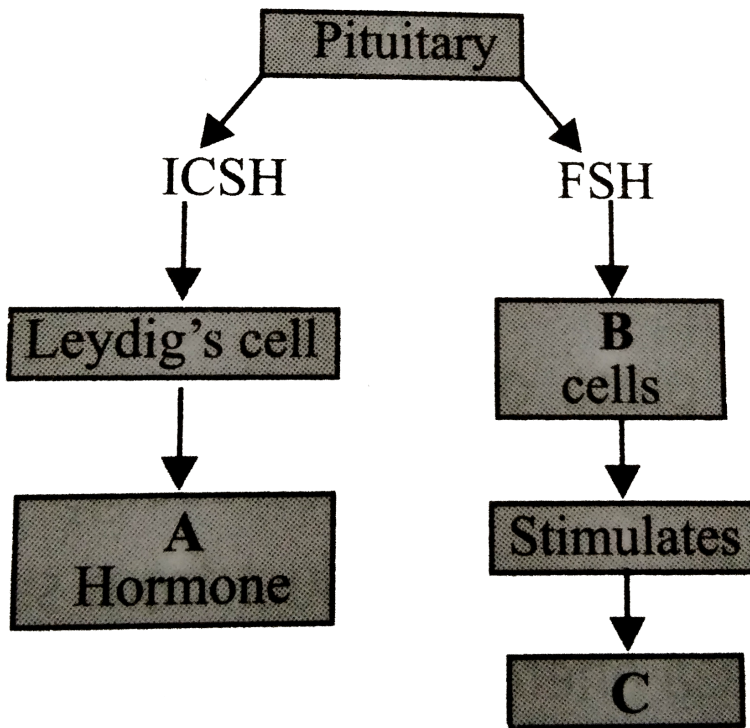 Pituitary
ICSH
FSH
Leydig's cell
B
cells
A
Hormone
Stimulates
C